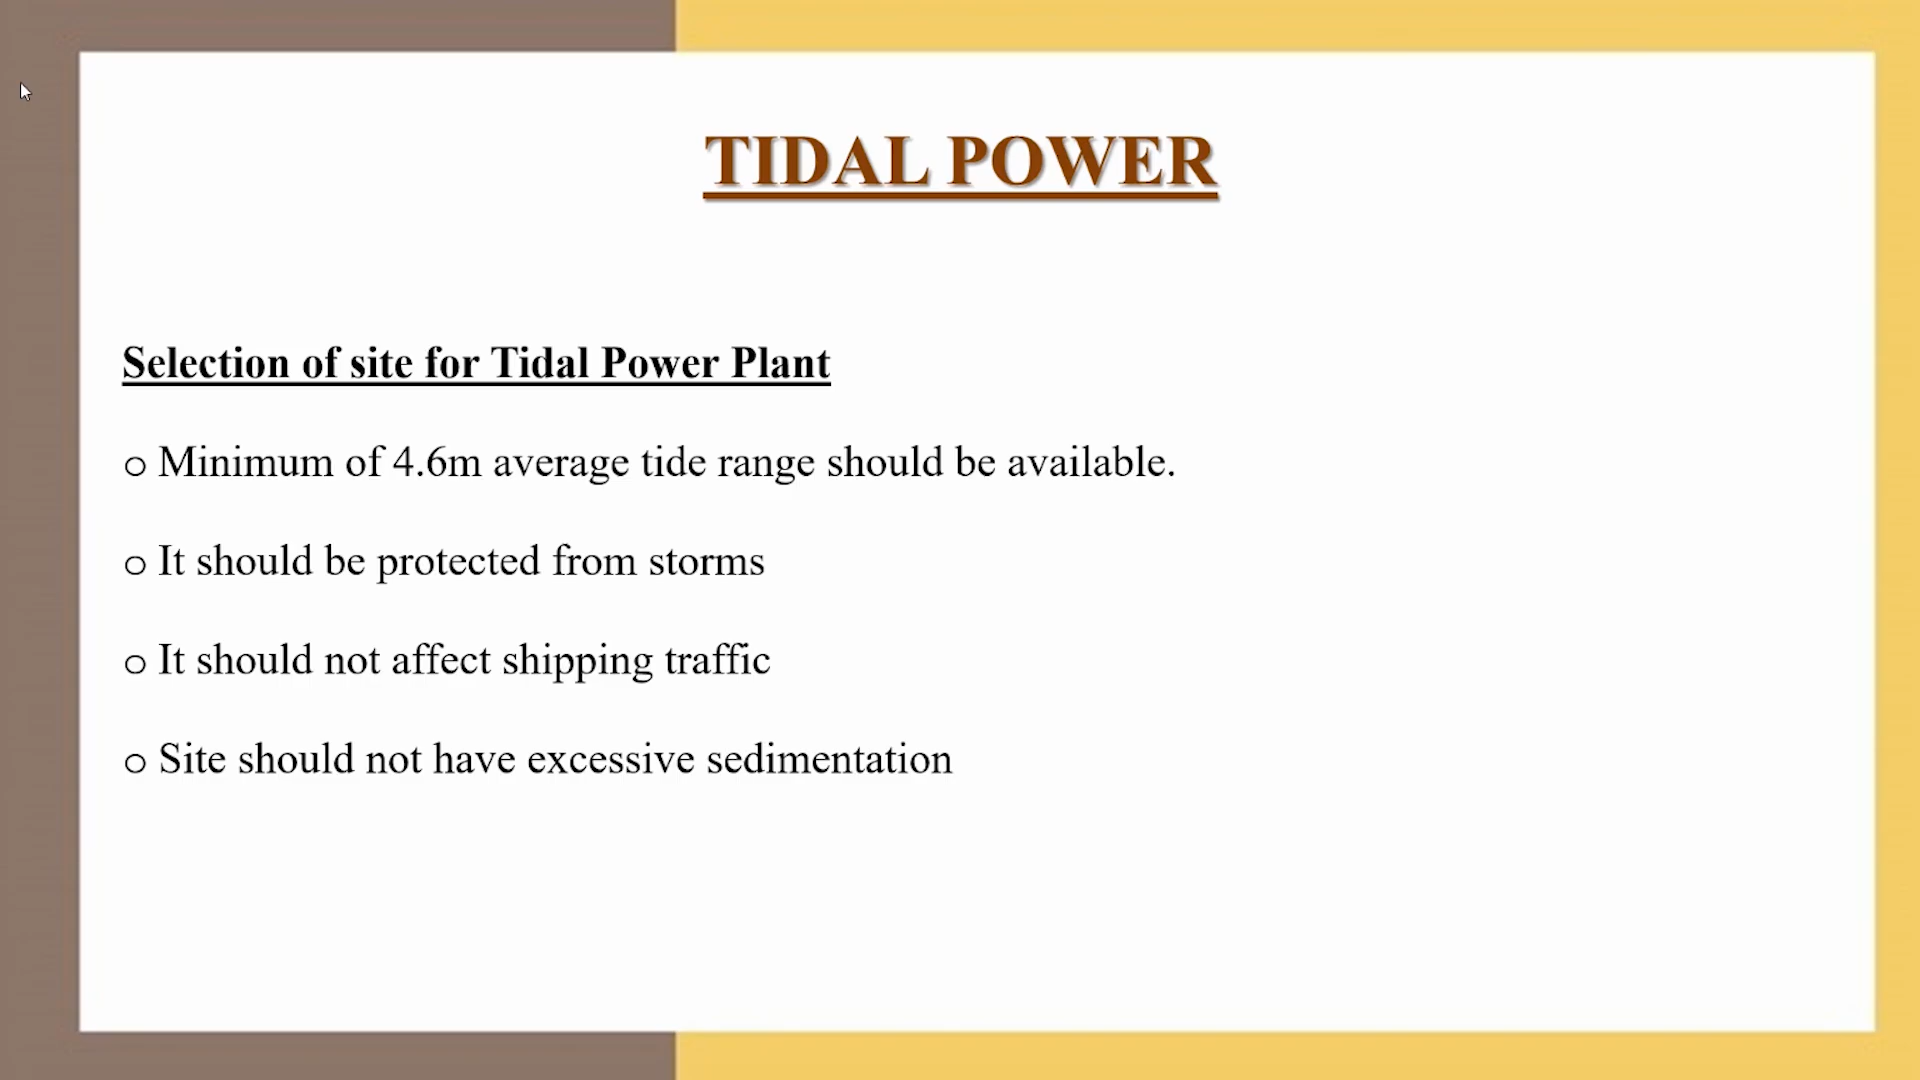 TIDAL POWER
Selection of site for Tidal Power Plant
o Minimum of 4.6m average tide range should be available.
o It should be protected from storms
o It should not affect shipping traffic
o Site should not have excessive sedimentation